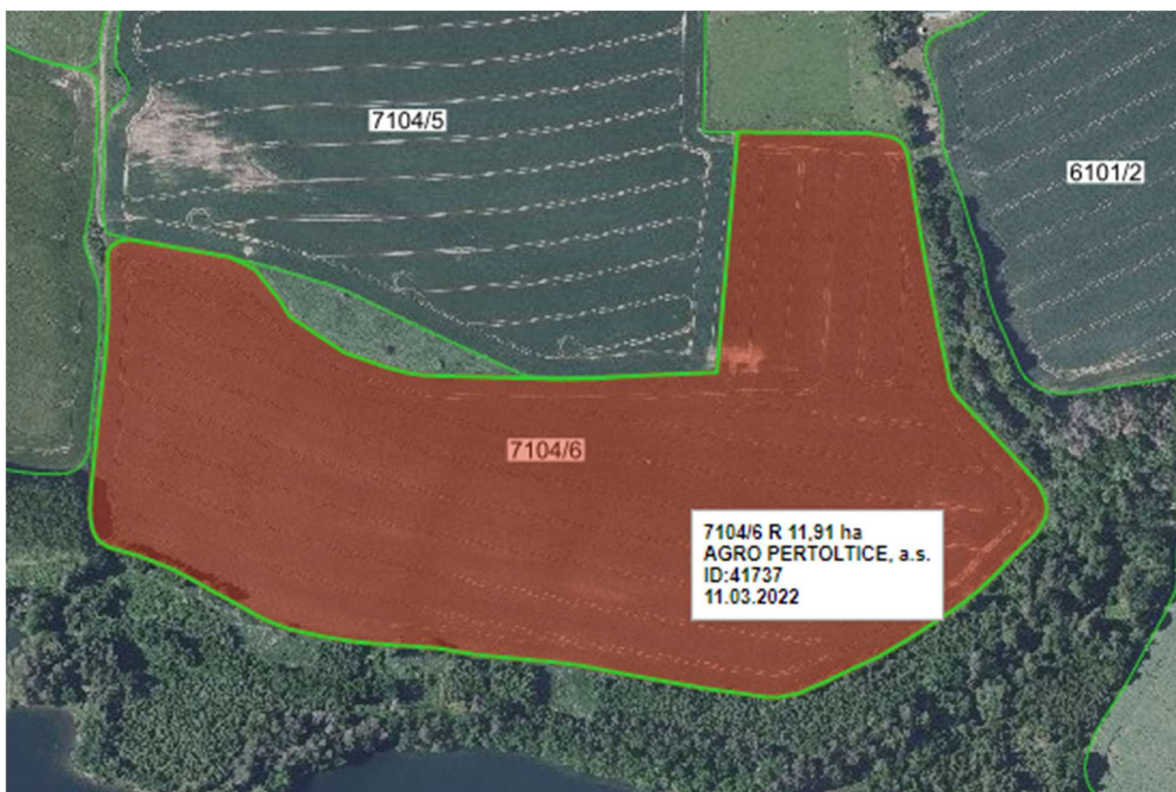 7104/5
6101/2
7104/6
7104/6 R 11,91 ha
AGRO PERTOLTICE, a.s.
ID:41737
11.03.2022